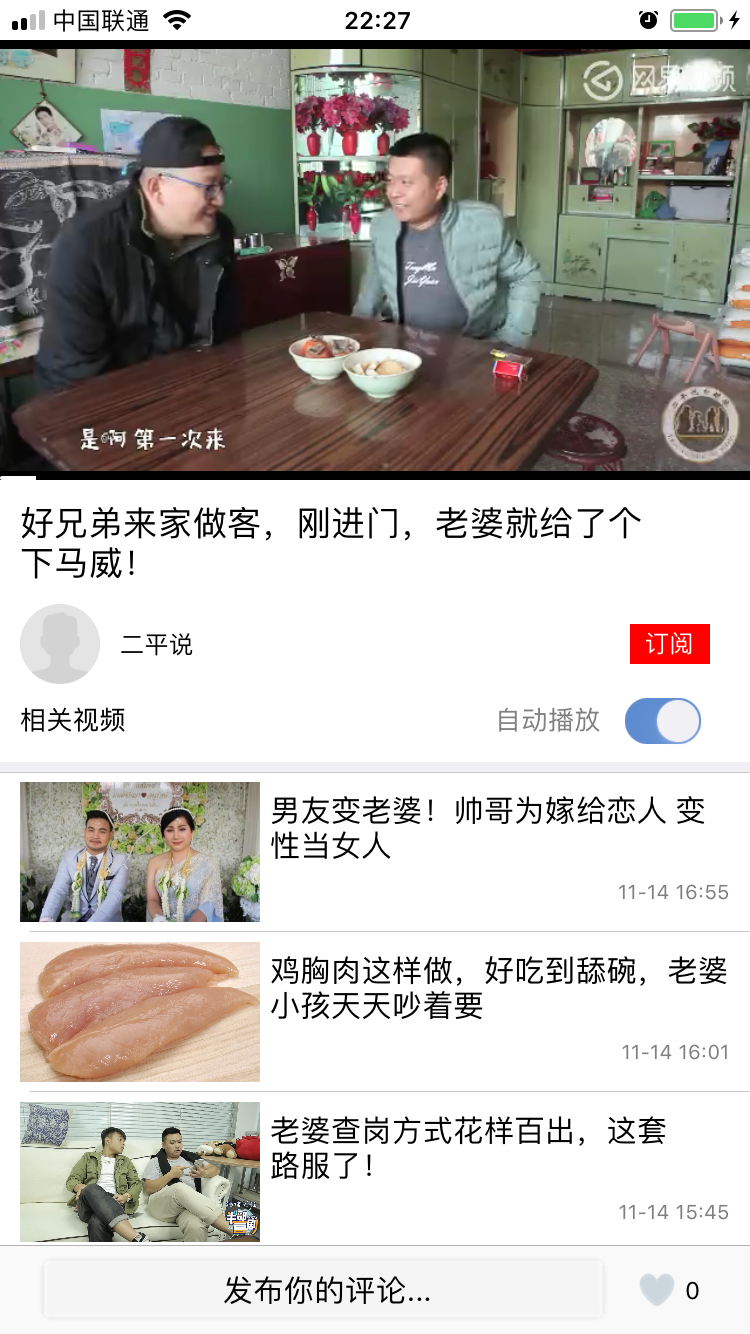 中国联通
22:27
网易视频
Tonymo
是啊 第一次来
好兄弟来家做客，刚进门，老婆就给了个
下马威！
二平说
订阅
相关视频
自动播放
男友变老婆！帅哥为嫁给恋人 变
性当女人
11-14 16:55
鸡胸肉这样做，好吃到舔碗，老婆
小孩天天吵着要
11-14 16:01
老婆查岗方式花样百出，这套
路服了！
11-14 15:45
发布你的评论...
0